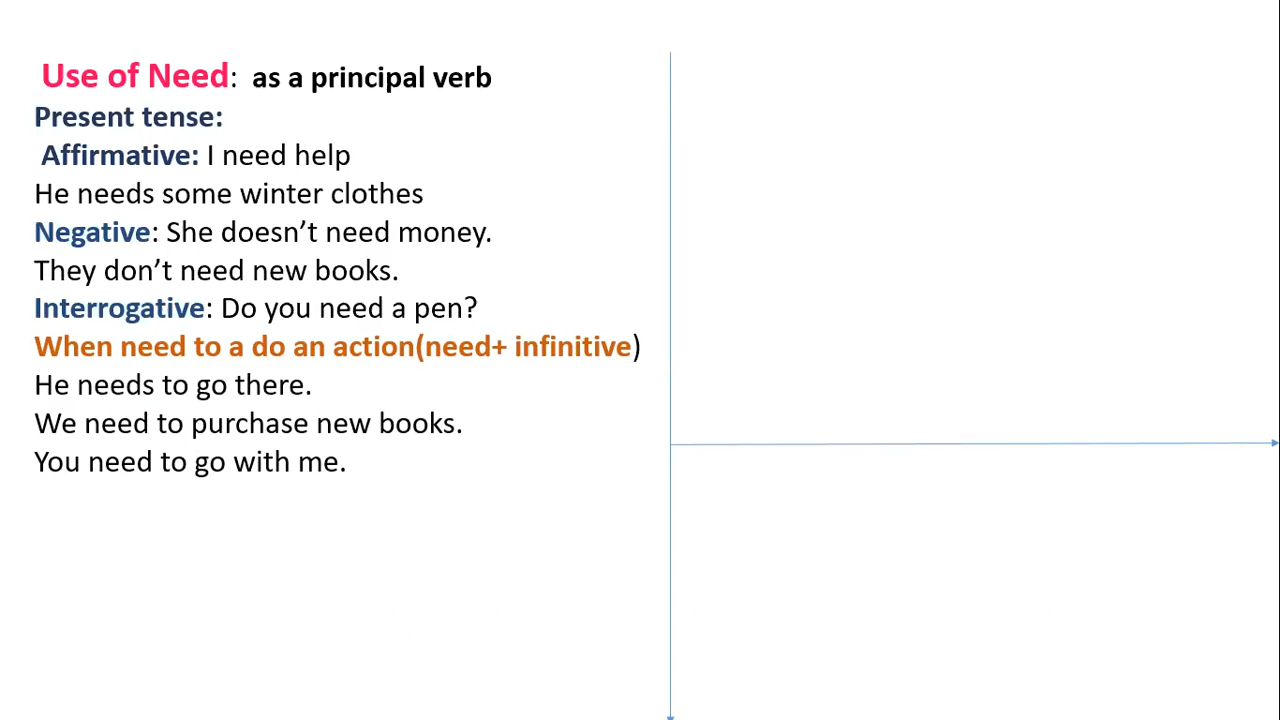 Use of Need:  as a principal verb
Present tense:
Affirmative: I need help
He needs some winter clothes
Negative: She doesn’t need money.
They don’t need new books.
Interrogative: Do you need a pen?
When need to a do an action(need+ infinitive)
He needs to go there.
We need to purchase new books.
You need to go with me.